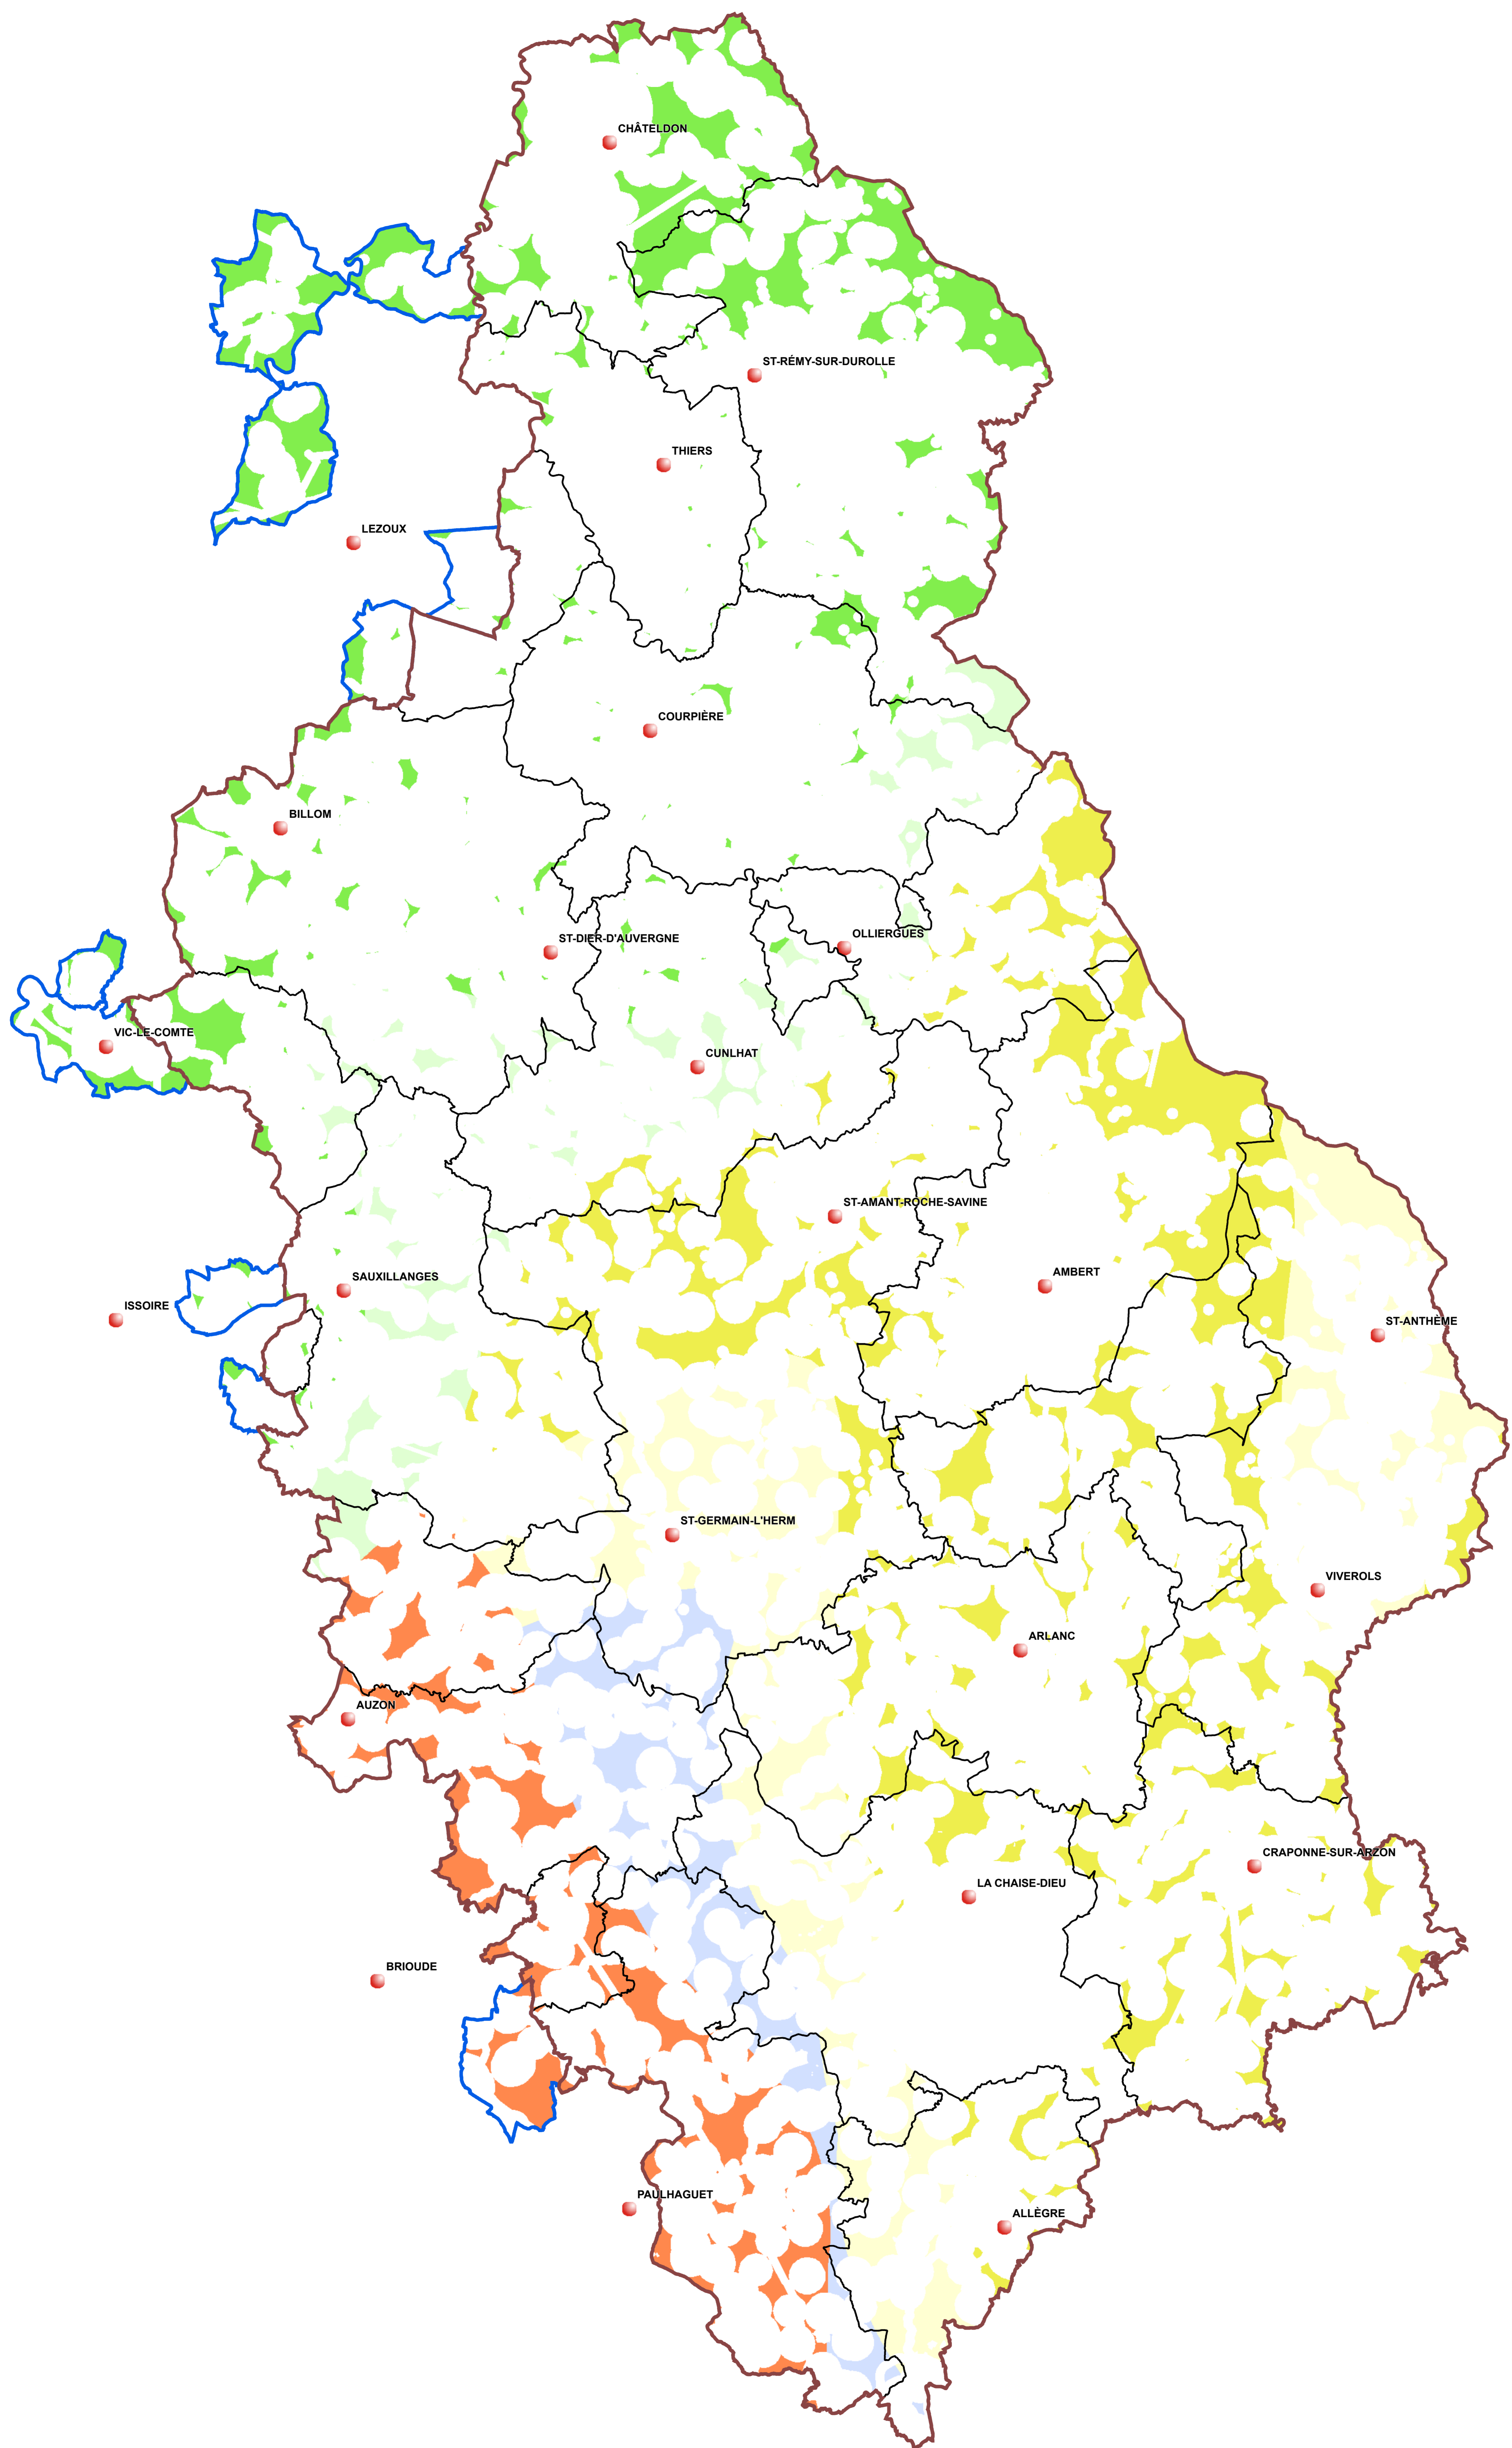 CHÂTELDON
ST-RÉMY-SUR-DUROLLE
THIERS
LEZOUX
COURPIÈRE
BILLOM
OLLIERGUES
ST-DIER-D'AUVERGNE
VIC-LE-COMTE
CUNLHAT
ST-AMANT-ROCHE-SAVINE
AMBERT
SAUXILLANGES
ISSOIRE
ST-ANTHÈME
ST-GERMAIN-L'HERM
VIVEROLS
ARLANC
AUZON
CRAPONNE-SUR-ARZON
LA CHAISE-DIEU
BRIOUDE
PAULHAGUET
ALLÈGRE